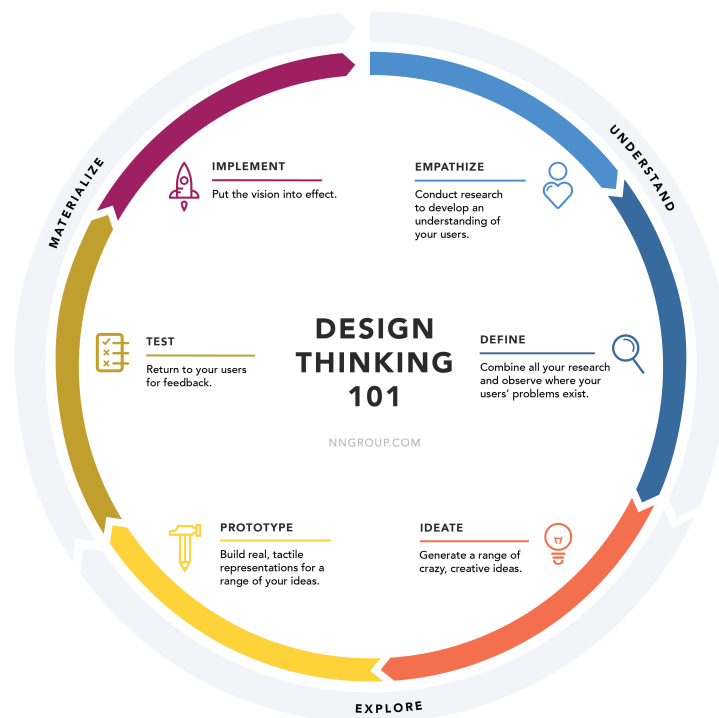 DESIGN
THINKING
101
NNGROUP.COM
UNDERSTAND
EMPATHIZE
Conduct research
to develop an
understanding of
your users.
DEFINE
Combine all your research
and observe where your
users' problems exist.
EXPLORE
IDEATE
Generate a range of
crazy, creative ideas.
PROTOTYPE
Build real, tactile
representations for a
range of your ideas.
MATERIALIZE
TEST
Return to your users
for feedback.
IMPLEMENT
Put the vision into effect.